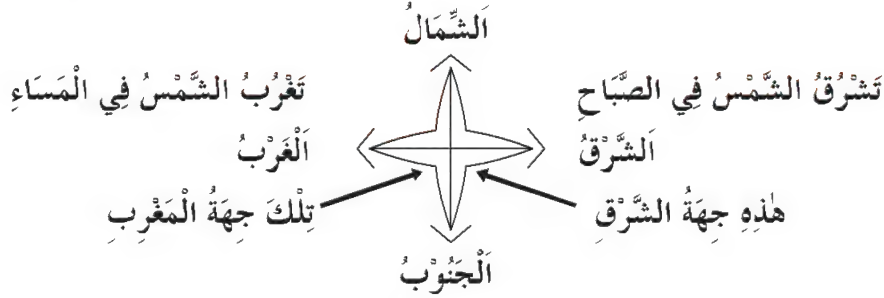 اَلشِّمَالُ
تَشْرُقُ الشَّمْسُ فِي الصَّبَاحِ
تَغْرُبُ الشَّمْسُ فِي الْمَسَاءِ
اَلشَّرْقُ
اَلْغَرْبُ
هٰذِهِ جِهَةُ الشَّرْقِ
تِلْكَ جِهَةُ الْمَغْرِبِ
اَلْجَنُوْبُ